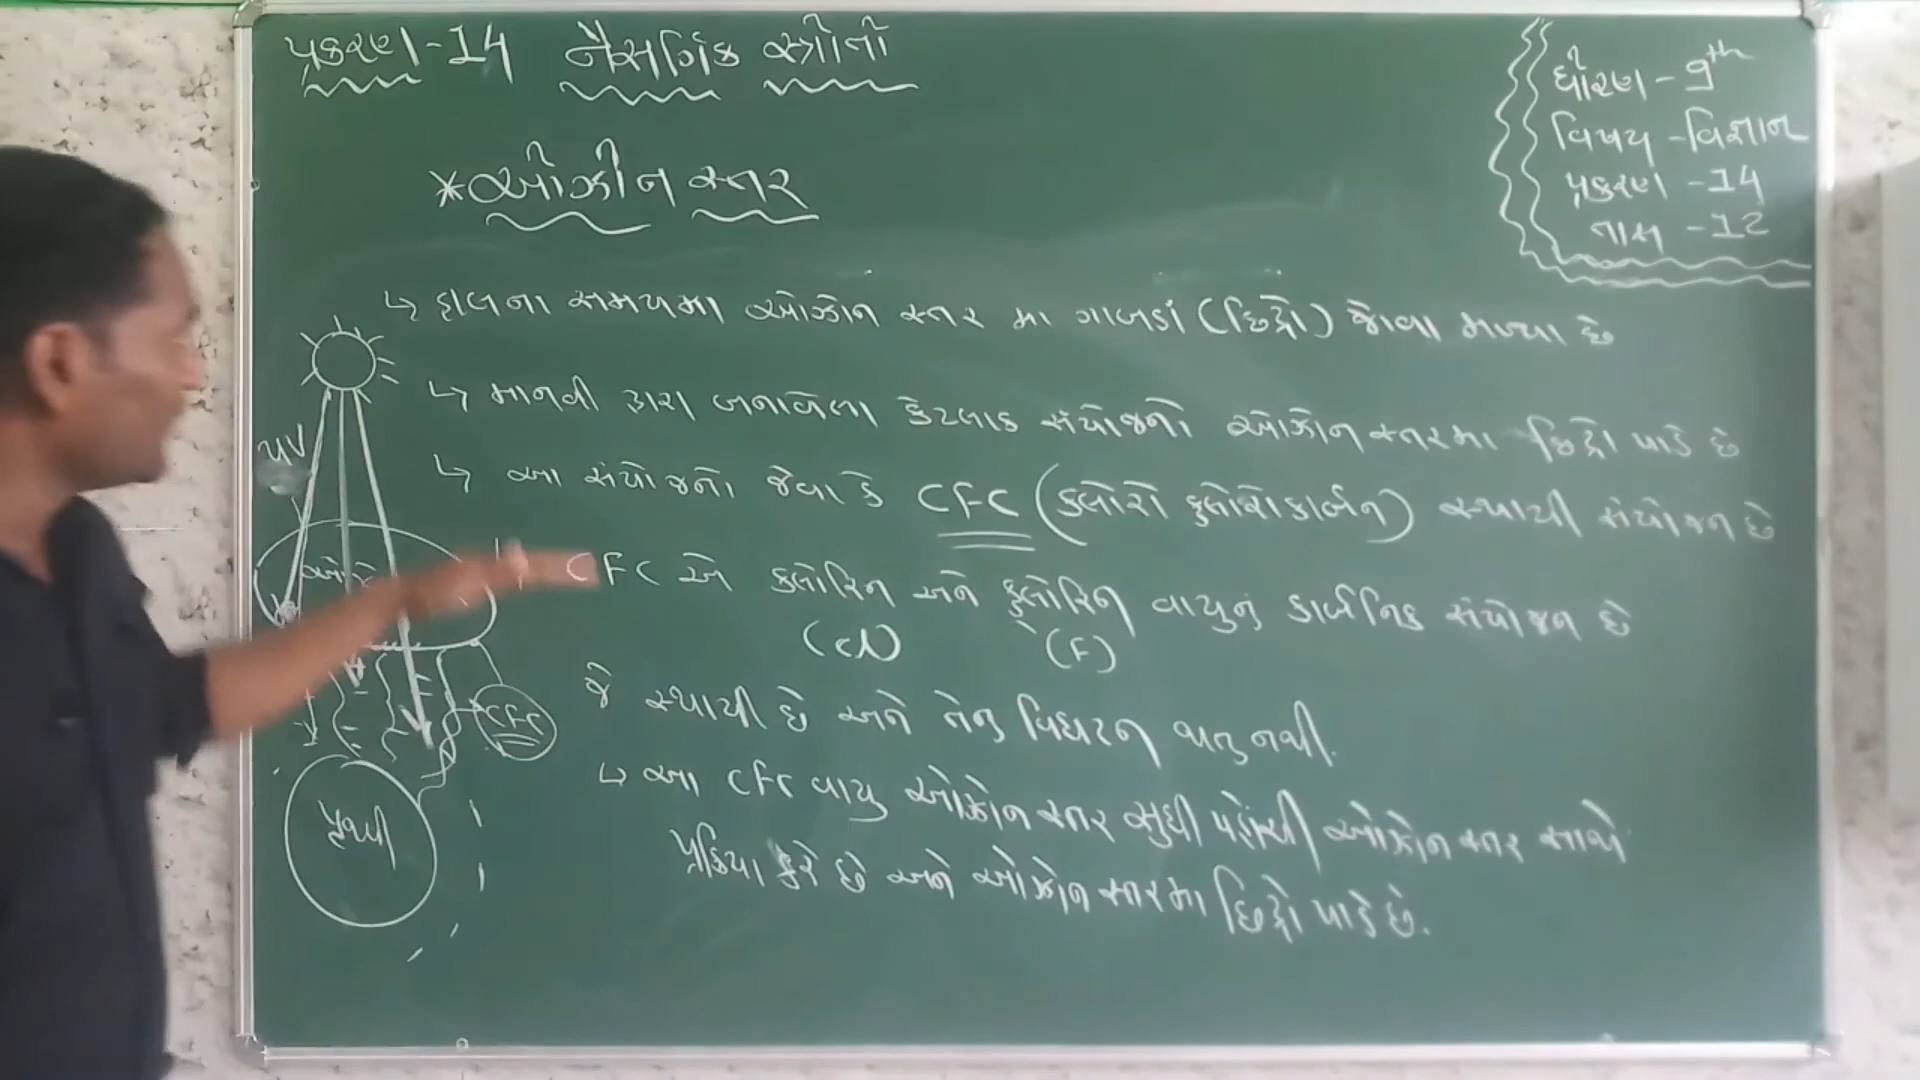 પ્રકરણ-14 નૈસર્ગિક સ્ત્રોતો
ધોરણ - 9th
વિષય - વિજ્ઞાન
પ્રકરણ - 14
તાસ - 12
*ઓઝોન સ્તર
↳ હાલના સમયમા ઓઝોન સ્તર મા ગાબડાં (છિદ્રો) જોવા મળ્યા છે
↳ માનવી દ્વારા બનાવેલા કેટલાક સંયોજનો ઓઝોન સ્તરમા છિદ્રો પાડે છે
↳ આ સંયોજનો જેવા કે CFC (ક્લોરો ફ્લોરોકાર્બન) સ્થાયી સંયોજન છે
CFC એ ક્લોરિન અને ફ્લોરિન વાયુનુ કાર્બનિક સંયોજન છે
(Cl) (F)
જે સ્થાયી છે અને તેનુ વિઘટન થતુ નથી.
↳ આ CFC વાયુ ઓઝોન સ્તર સુધી પહોંચી ઓઝોન સ્તર સાથે
પ્રક્રિયા કરે છે અને ઓઝોન સ્તરમા છિદ્રો પાડે છે.
UV
CFC
પૃથ્વી